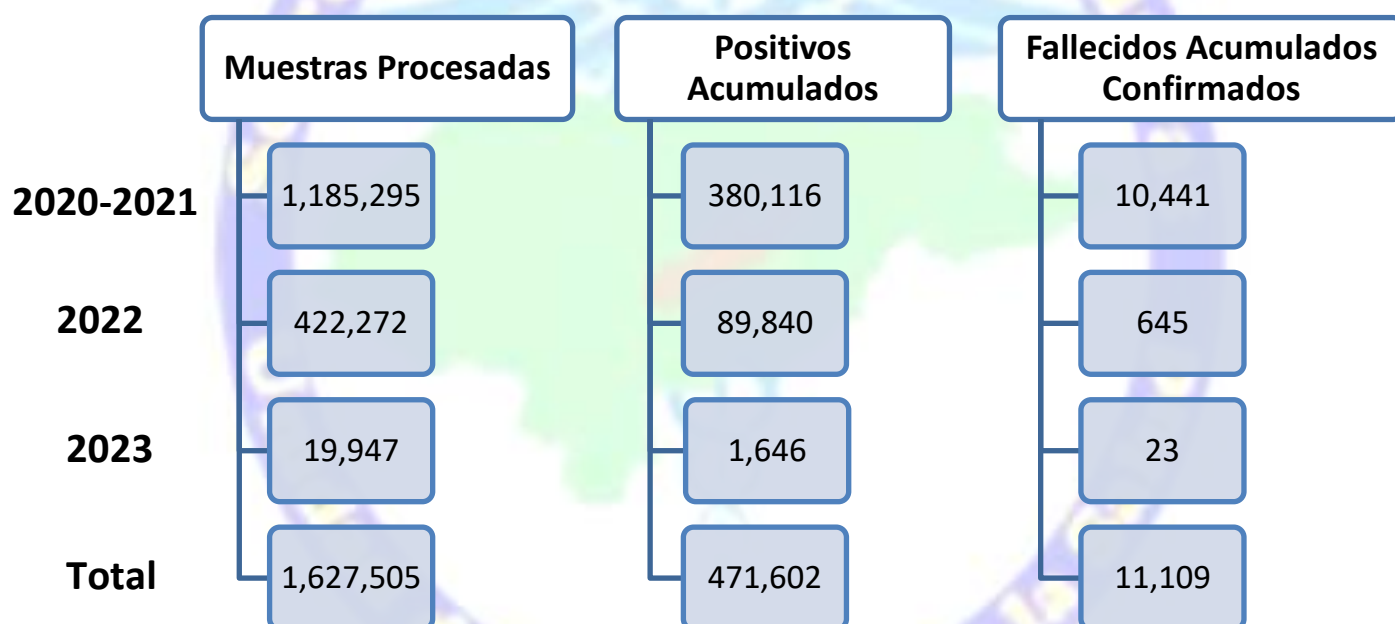 Muestras Procesadas
Positivos
Acumulados
Fallecidos Acumulados
Confirmados
2020-2021
1,185,295
380,116
10,441
2022
422,272
89,840
645
2023
19,947
1,646
23
Total
1,627,505
471,602
11,109